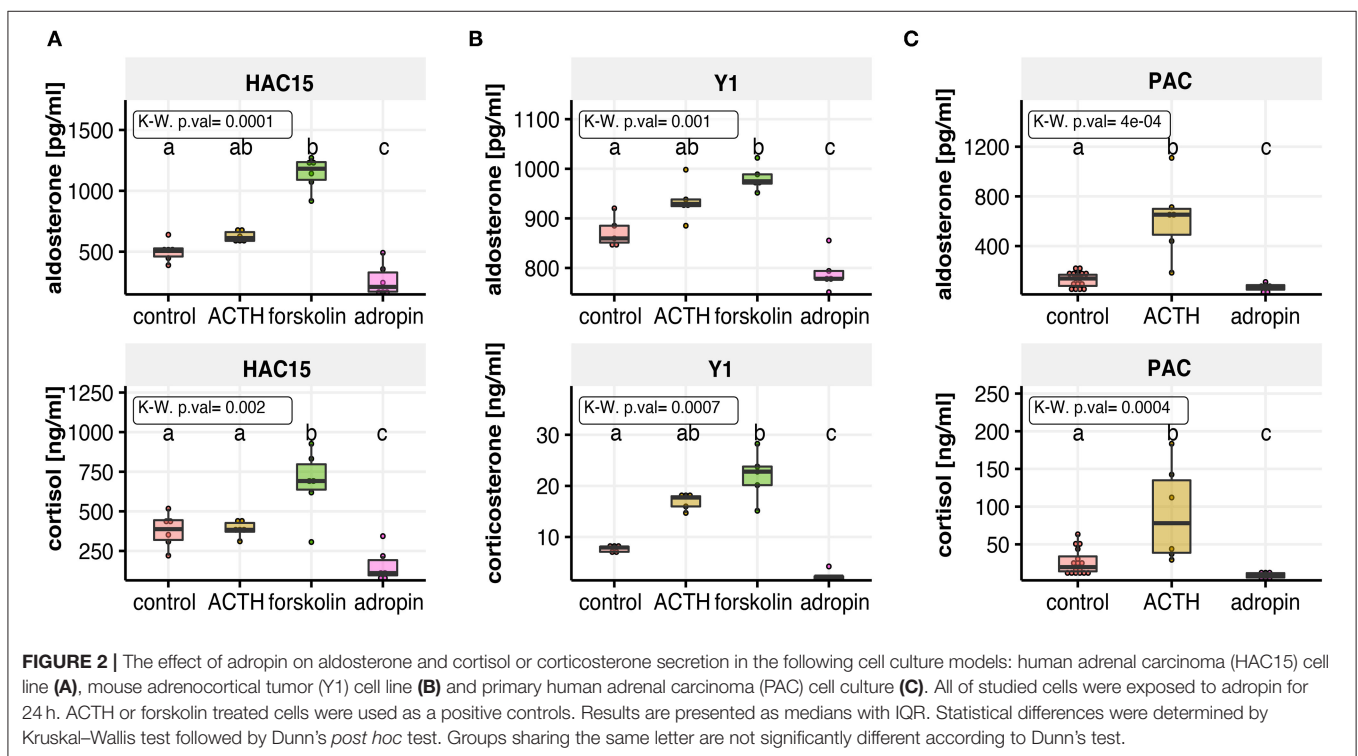 A
B
C
HAC15
Y1
PAC
aldosterone [pg/ml]
1500
1000
500
K-W. p.val= 0.0001
a ab b c
control ACTH forskolin adropin
aldosterone [pg/ml]
1100
1000
900
800
K-W. p.val= 0.001
a ab b c
control ACTH forskolin adropin
aldosterone [pg/ml]
1200
800
400
K-W. p.val= 4e-04
a b c
control ACTH adropin
HAC15
Y1
PAC
cortisol [ng/ml]
1250
1000
750
500
250
K-W. p.val= 0.002
a a b c
control ACTH forskolin adropin
corticosterone [ng/ml]
30
20
10
K-W. p.val= 0.0007
a ab b c
control ACTH forskolin adropin
cortisol [ng/ml]
250
200
150
100
50
K-W. p.val= 0.0004
a b c
control ACTH adropin
FIGURE 2 | The effect of adropin on aldosterone and cortisol or corticosterone secretion in the following cell culture models: human adrenal carcinoma (HAC15) cell
line (A), mouse adrenocortical tumor (Y1) cell line (B) and primary human adrenal carcinoma (PAC) cell culture (C). All of studied cells were exposed to adropin for
24 h. ACTH or forskolin treated cells were used as a positive controls. Results are presented as medians with IQR. Statistical differences were determined by
Kruskal–Wallis test followed by Dunn's post hoc test. Groups sharing the same letter are not significantly different according to Dunn's test.